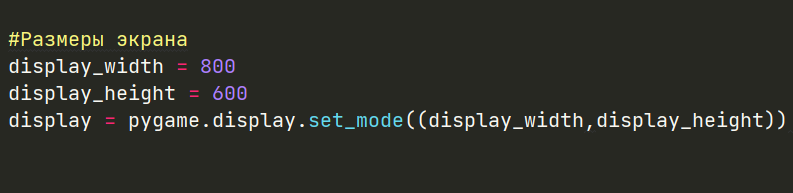 #Размеры экрана
display_width = 800
display_height = 600
display = pygame.display.set_mode((display_width,display_height))